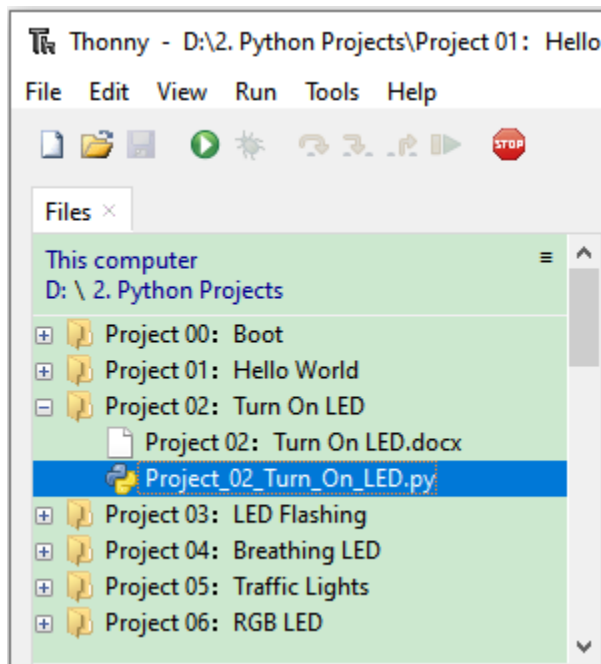 Thonny - D:\2. Python Projects\Project 01：Hello
File Edit View Run Tools Help
STOP
Files ×
This computer
D: \ 2. Python Projects
Project 00：Boot
Project 01：Hello World
Project 02：Turn On LED
Project 02：Turn On LED.docx
Project_02_Turn_On_LED.py
Project 03：LED Flashing
Project 04：Breathing LED
Project 05：Traffic Lights
Project 06：RGB LED